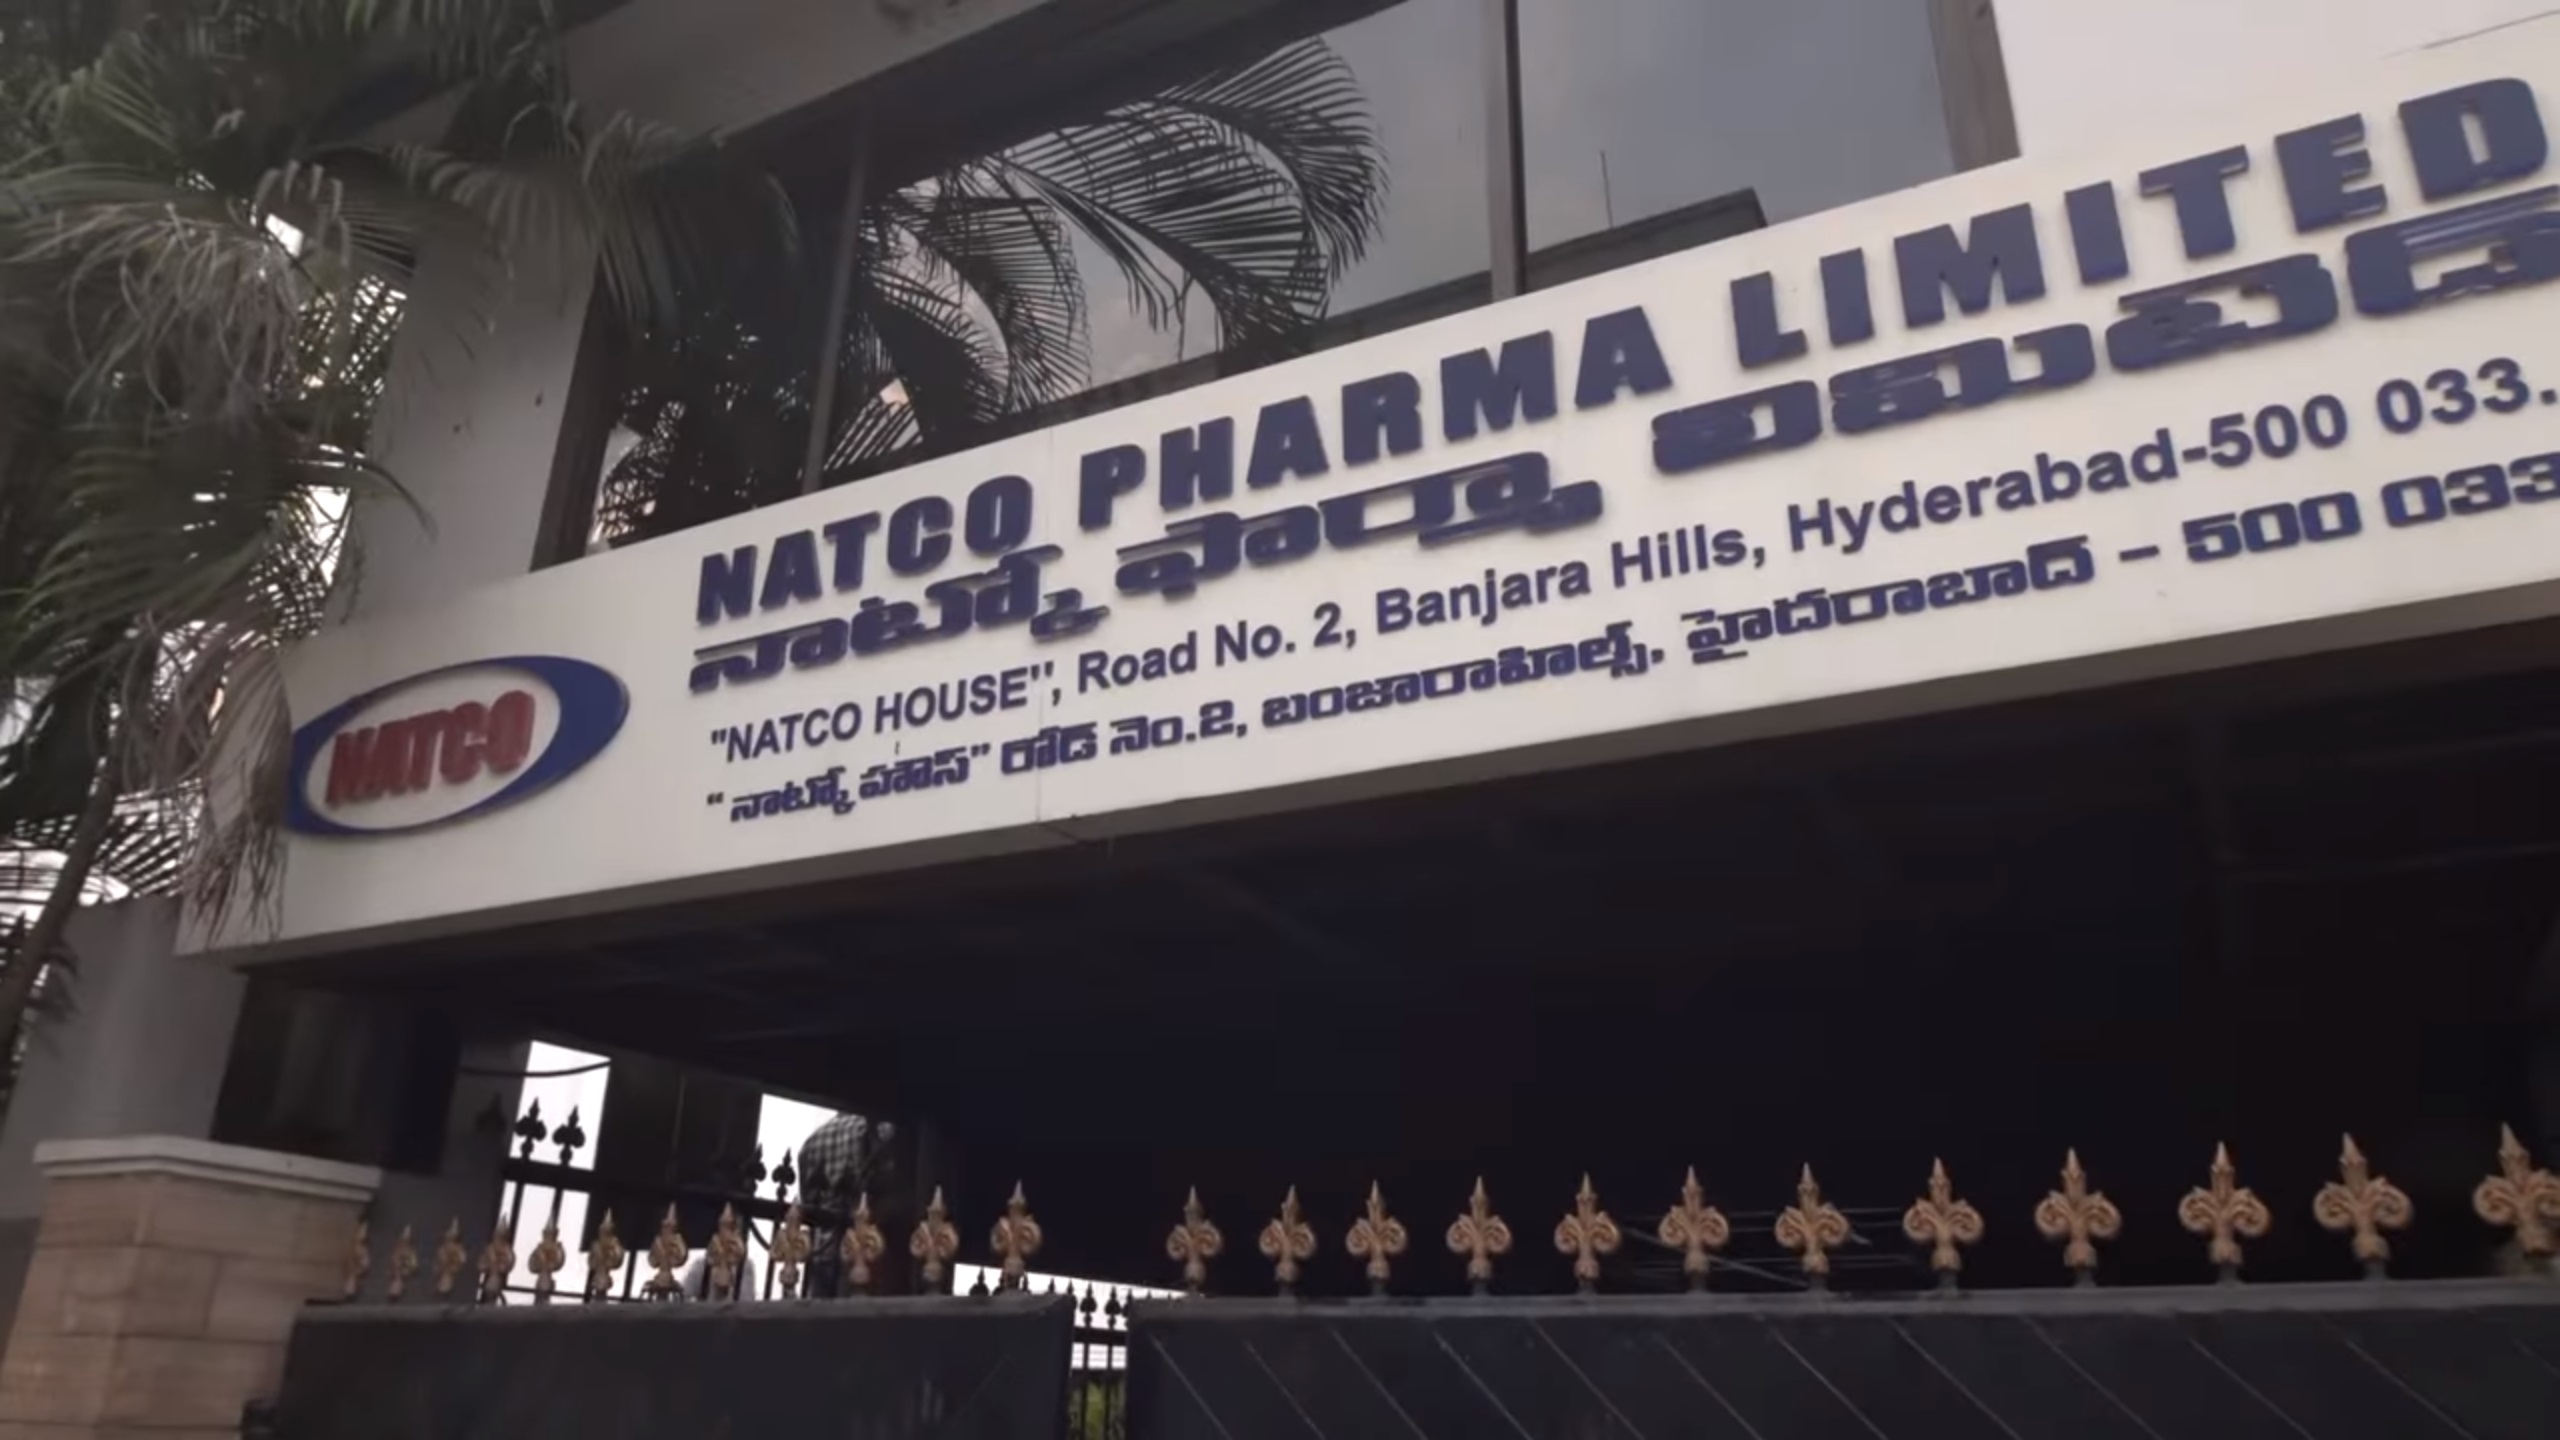 NATCO
NATCO PHARMA LIMITED
నాట్కో ఫార్మా లిమిటెడ్
"NATCO HOUSE", Road No. 2, Banjara Hills, Hyderabad-500 033.
“నాట్కో హౌస్” రోడ్ నెం.2, బంజారాహిల్స్, హైదరాబాద్ – 500 033